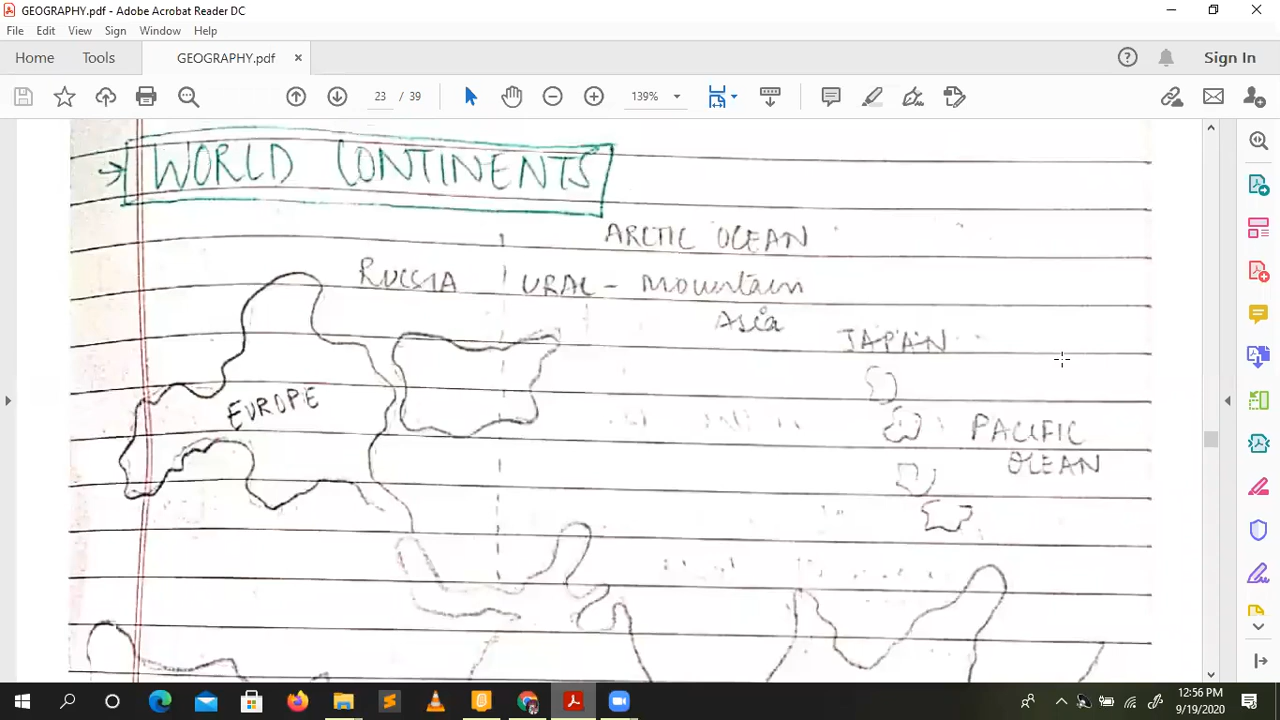 GEOGRAPHY.pdf - Adobe Acrobat Reader DC
File Edit View Sign Window Help
Home Tools GEOGRAPHY.pdf × Sign In
23 / 39 139%
→ WORLD CONTINENTS
ARCTIC OCEAN
RUSSIA URAL - Mountain
Asia
JAPAN
EUROPE
PACIFIC
OCEAN
12:56 PM
9/19/2020